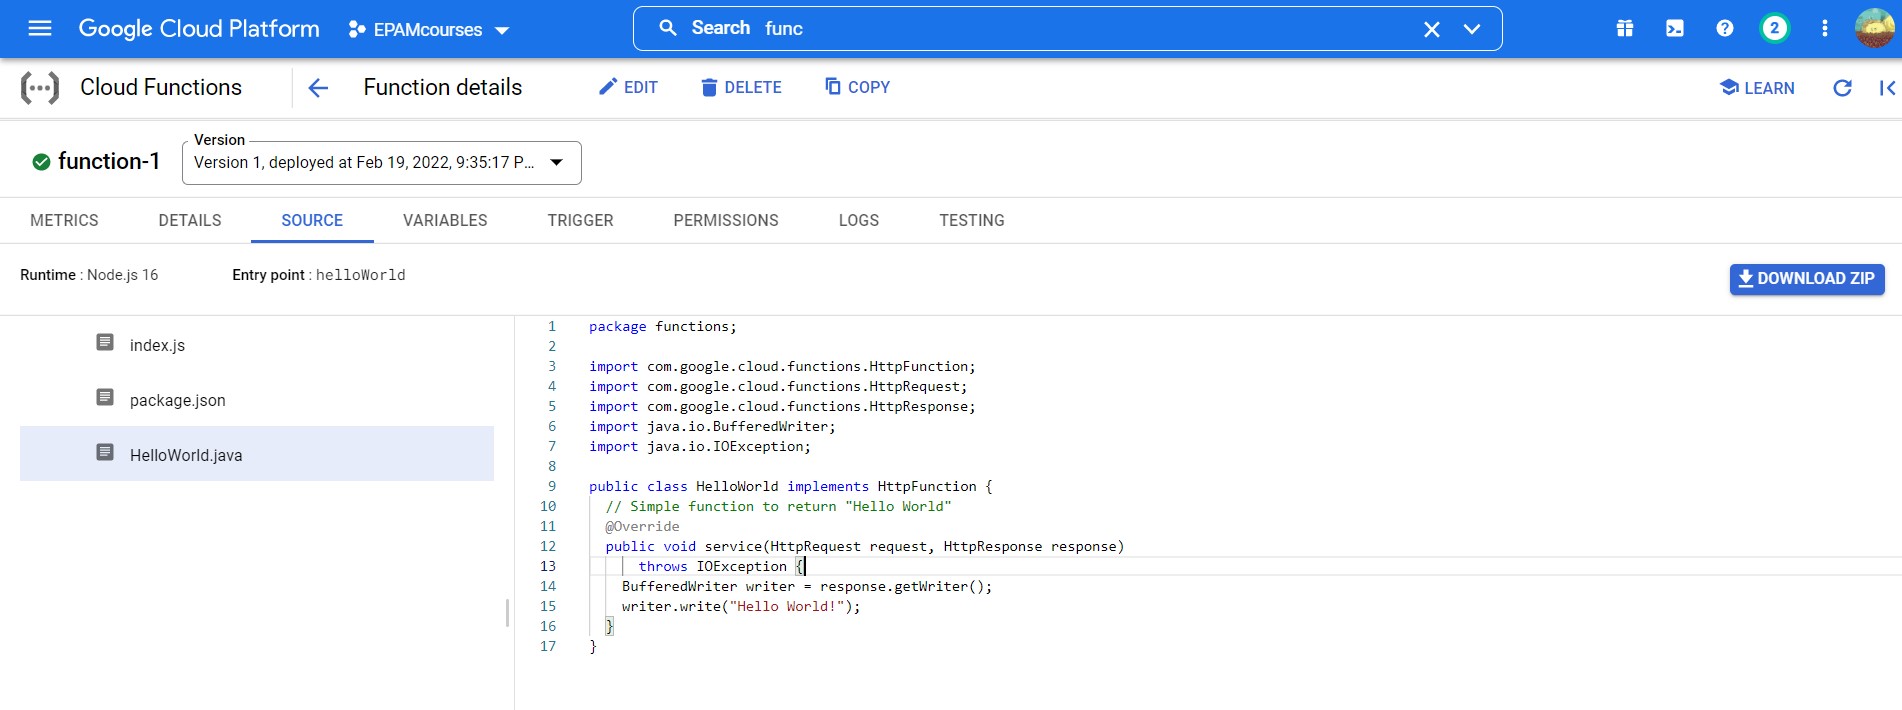 Google Cloud Platform EPAMcourses Search func 2
Cloud Functions Function details EDIT DELETE COPY LEARN
Version
function-1 Version 1, deployed at Feb 19, 2022, 9:35:17 P...
METRICS DETAILS SOURCE VARIABLES TRIGGER PERMISSIONS LOGS TESTING
Runtime : Node.js 16 Entry point : helloWorld DOWNLOAD ZIP
index.js
package.json
HelloWorld.java
1 package functions;
2
3 import com.google.cloud.functions.HttpFunction;
4 import com.google.cloud.functions.HttpRequest;
5 import com.google.cloud.functions.HttpResponse;
6 import java.io.BufferedWriter;
7 import java.io.IOException;
8
9 public class HelloWorld implements HttpFunction {
10 // Simple function to return "Hello World"
11 @Override
12 public void service(HttpRequest request, HttpResponse response)
13 throws IOException {
14 BufferedWriter writer = response.getWriter();
15 writer.write("Hello World!");
16 }
17 }